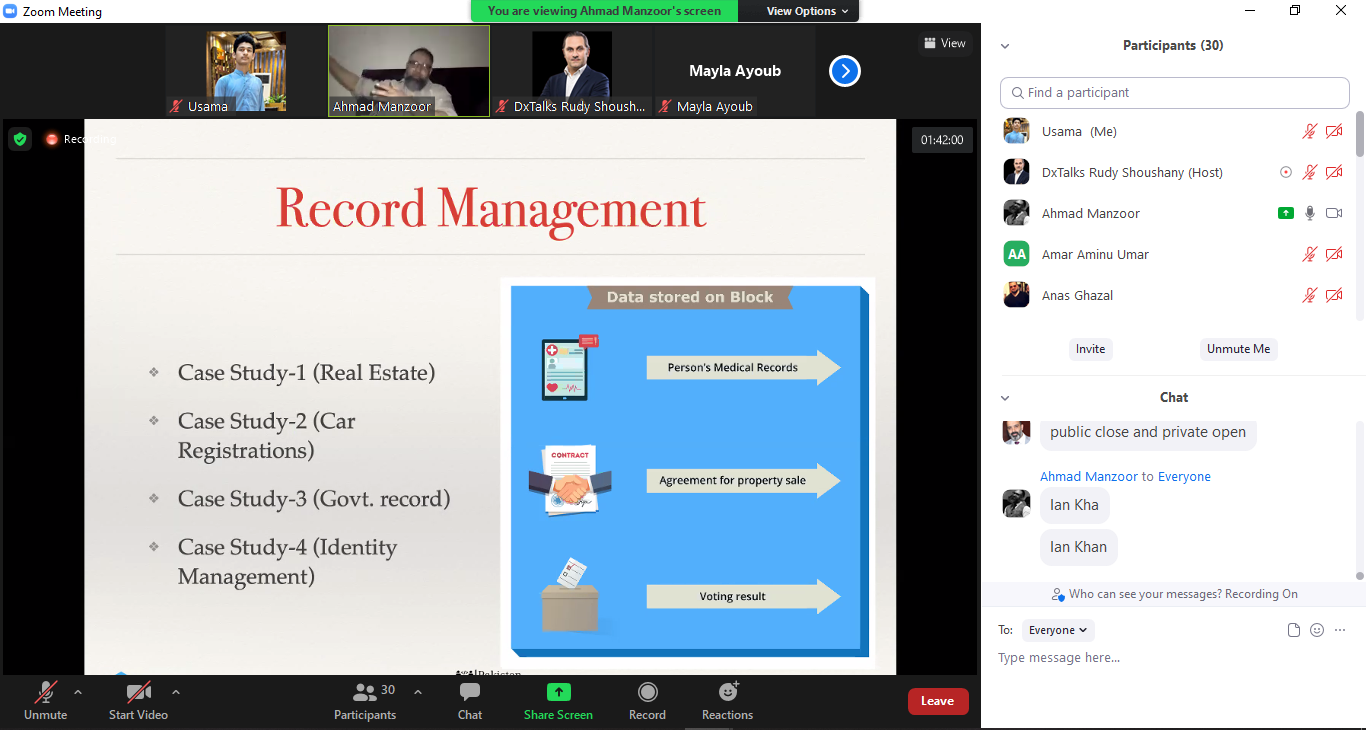 Zoom Meeting
You are viewing Ahmad Manzoor's screen
View Options
Usama
Ahmad Manzoor
DxTalks Rudy Shoush...
Mayla Ayoub
Mayla Ayoub
View
Recording
01:42:00
Record Management
Case Study-1 (Real Estate)
Case Study-2 (Car
Registrations)
Case Study-3 (Govt. record)
Case Study-4 (Identity
Management)
Data stored on Block
Person's Medical Records
CONTRACT
Agreement for property sale
Voting result
Pakistan
Unmute
Start Video
30
Participants
Chat
Share Screen
Record
Reactions
Leave
Participants (30)
Find a participant
Usama (Me)
DxTalks Rudy Shoushany (Host)
Ahmad Manzoor
AA
Amar Aminu Umar
Anas Ghazal
Invite
Unmute Me
Chat
public close and private open
Ahmad Manzoor to Everyone
Ian Kha
Ian Khan
Who can see your messages? Recording On
To: Everyone
Type message here...